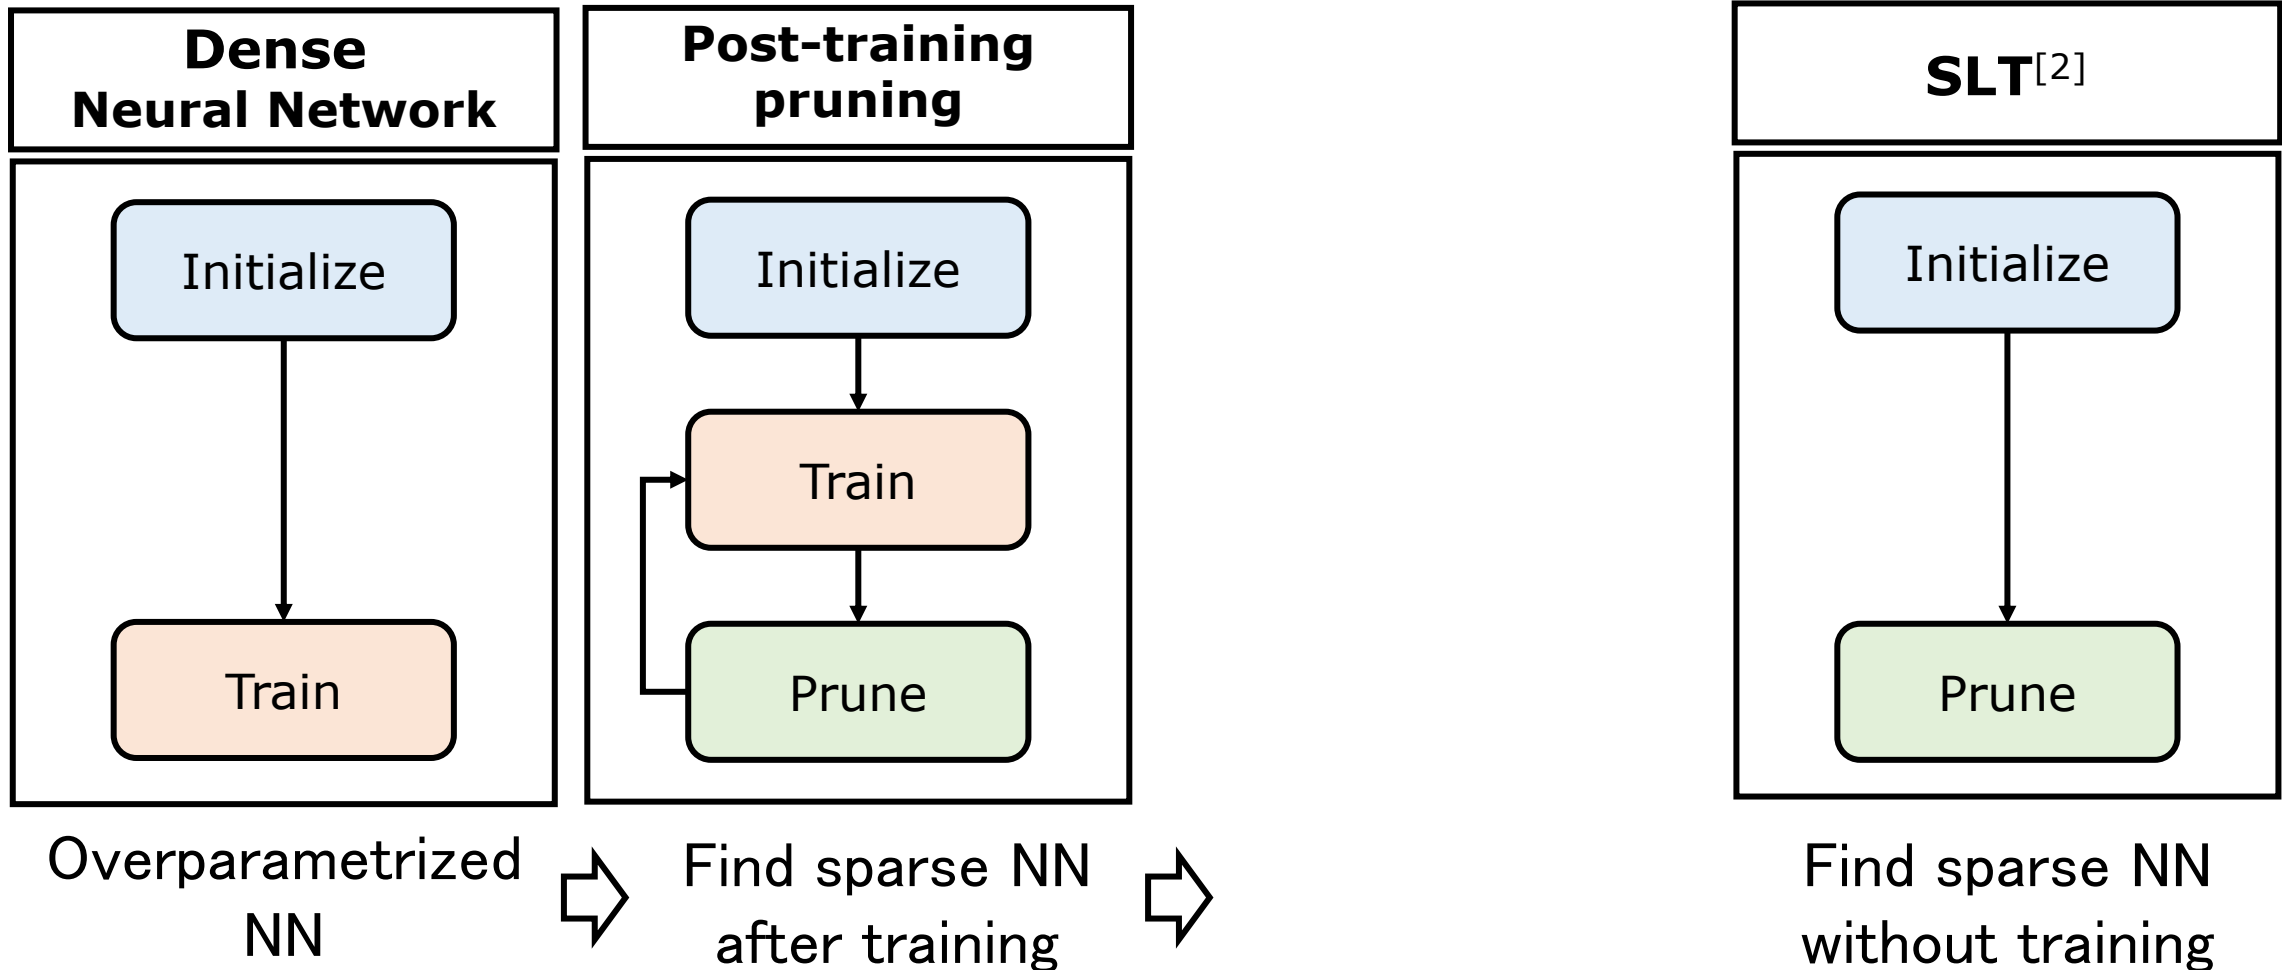 Dense
Neural Network
Initialize
Train
Overparametrized
NN
Post-training
pruning
Initialize
Train
Prune
Find sparse NN
after training
SLT[2]
Initialize
Prune
Find sparse NN
without training